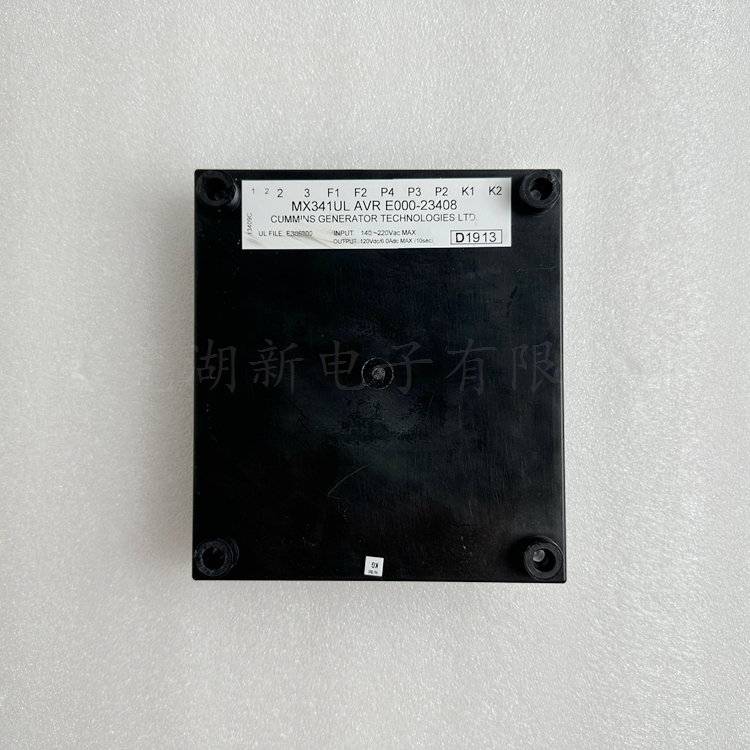 1 2 2 3 F1 F2 P4 P3 P2 K1 K2
MX341UL AVR E000-23408
CUMMINS GENERATOR TECHNOLOGIES LTD.
UL FILE: INPUT: 140~220Vac MAX
OUTPUT: 120Vdc/6.0Adc MAX (10sec)
D1913
湖新电子有限